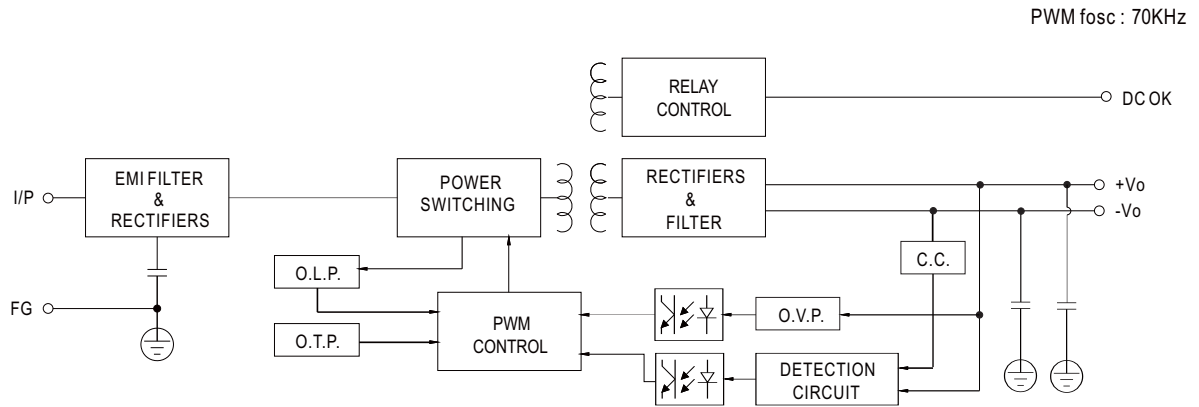 PWM fosc : 70KHz
RELAY
CONTROL
DC OK
I/P
EMI FILTER
&
RECTIFIERS
POWER
SWITCHING
RECTIFIERS
&
FILTER
+Vo
-Vo
C.C.
O.L.P.
FG
PWM
CONTROL
O.V.P.
O.T.P.
DETECTION
CIRCUIT